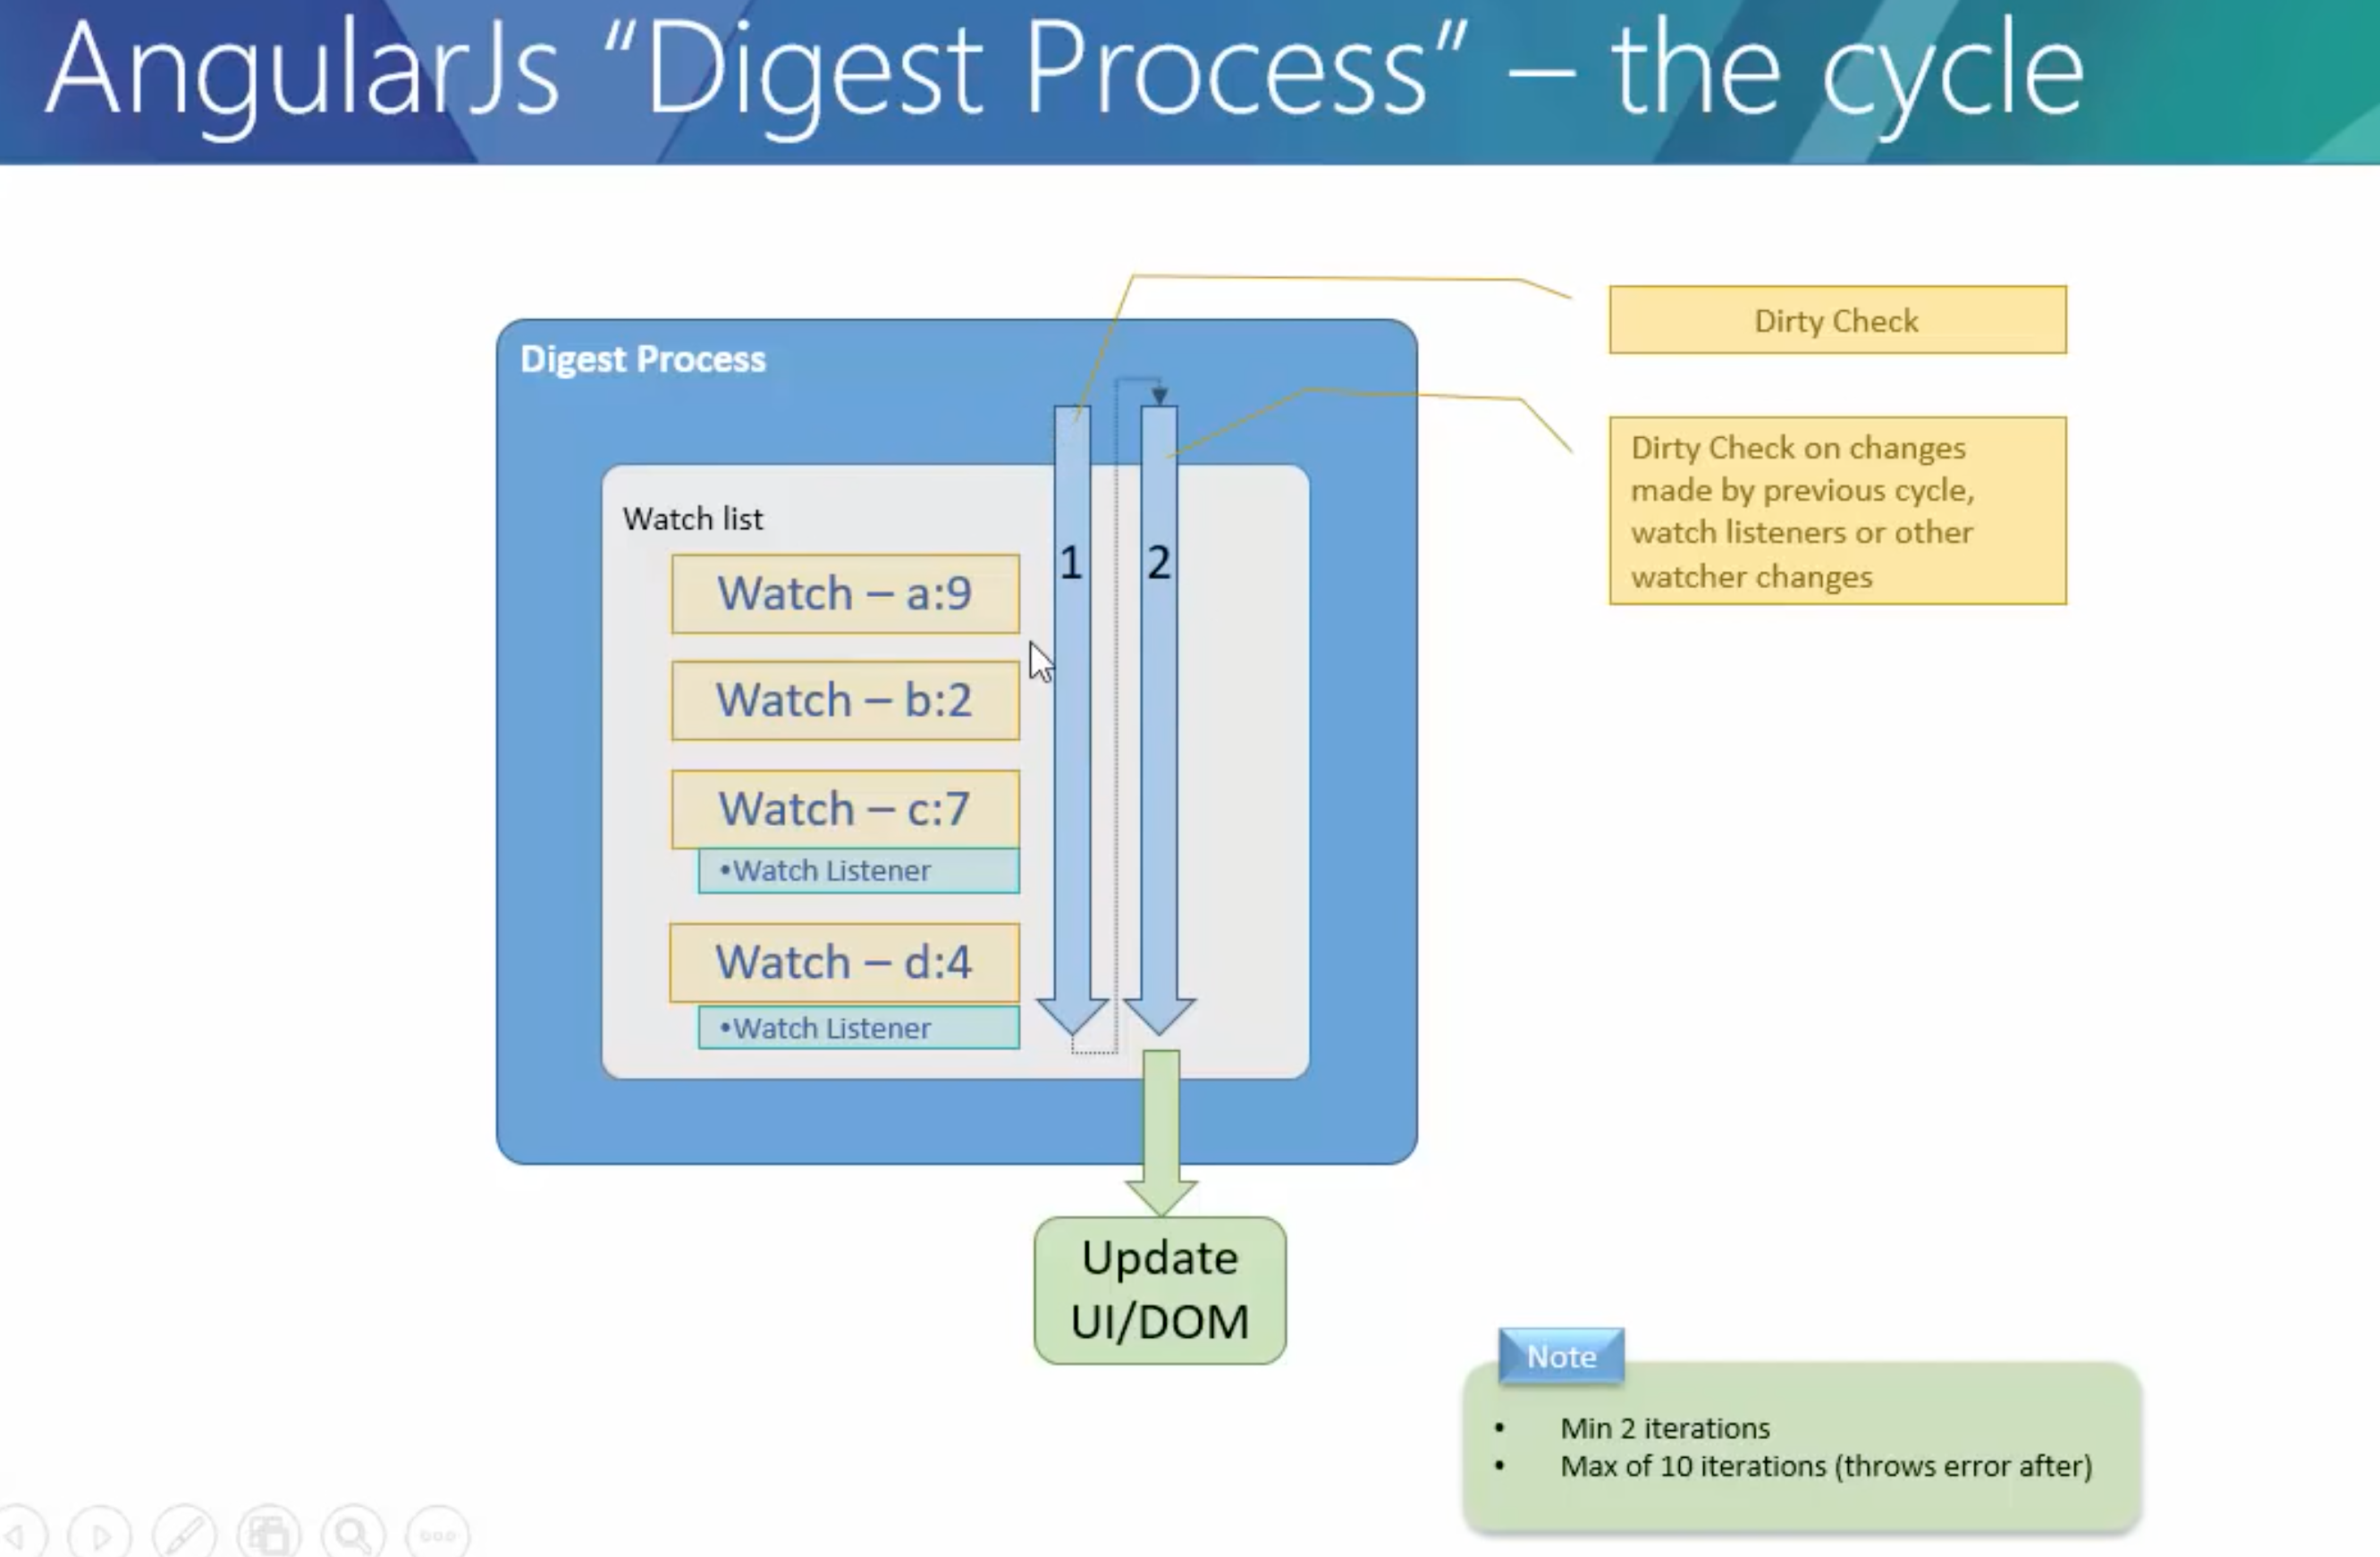 AngularJs “Digest Process” – the cycle
Dirty Check
Digest Process
Dirty Check on changes
made by previous cycle,
watch listeners or other
watcher changes
Watch list
1
2
Watch – a:9
Watch – b:2
Watch – c:7
•Watch Listener
Watch – d:4
•Watch Listener
Update
UI/DOM
Note
• Min 2 iterations
• Max of 10 iterations (throws error after)